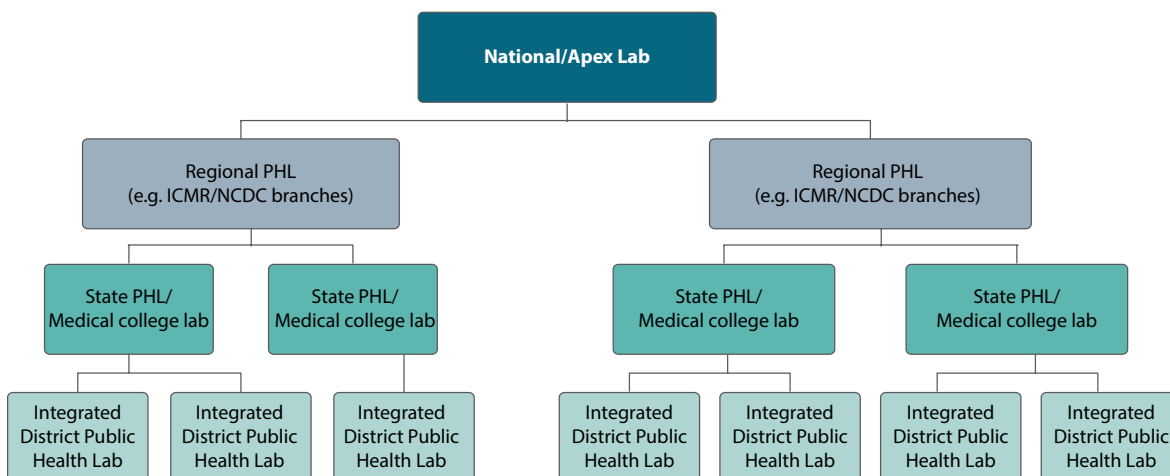 National/Apex Lab
Regional PHL
(e.g. ICMR/NCDC branches)
Regional PHL
(e.g. ICMR/NCDC branches)
State PHL/
Medical college lab
State PHL/
Medical college lab
State PHL/
Medical college lab
State PHL/
Medical college lab
Integrated
District Public
Health Lab
Integrated
District Public
Health Lab
Integrated
District Public
Health Lab
Integrated
District Public
Health Lab
Integrated
District Public
Health Lab
Integrated
District Public
Health Lab
Integrated
District Public
Health Lab